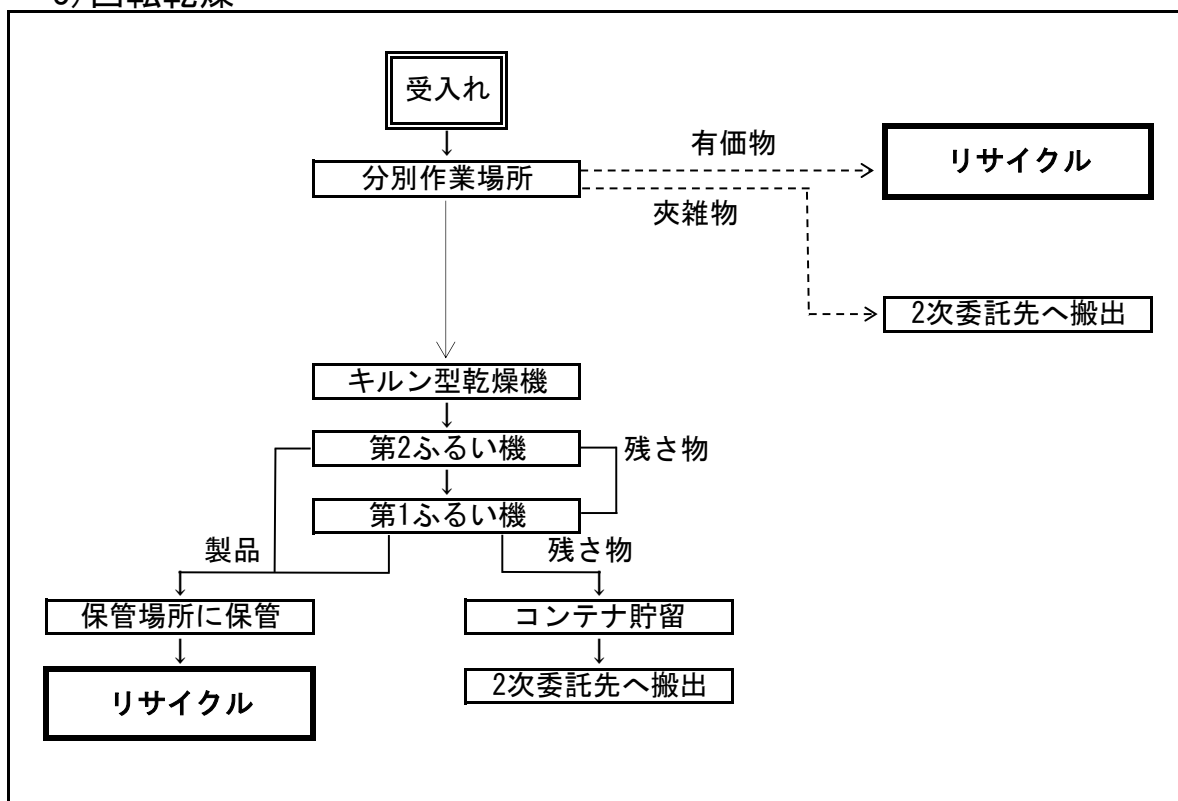 回転乾燥
受入れ
有価物
リサイクル
分別作業場所
夾雑物
2次委託先へ搬出
キルン型乾燥機
第2ふるい機
残さ物
第1ふるい機
製品
残さ物
保管場所に保管
コンテナ貯留
2次委託先へ搬出
リサイクル